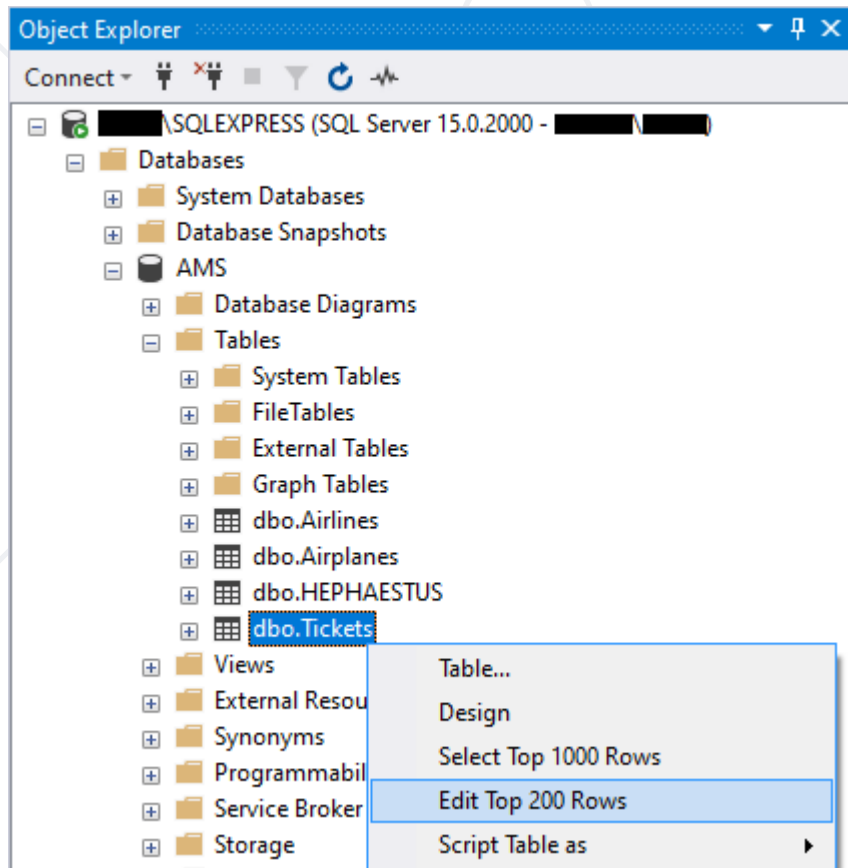 Object Explorer
Connect
\SQLEXPRESS (SQL Server 15.0.2000 - \ )
Databases
System Databases
Database Snapshots
AMS
Database Diagrams
Tables
System Tables
FileTables
External Tables
Graph Tables
dbo.Airlines
dbo.Airplanes
dbo.HEPHAESTUS
dbo.Tickets
Views
Table...
External Resou
Design
Synonyms
Select Top 1000 Rows
Programmabil
Edit Top 200 Rows
Service Broker
Storage
Script Table as